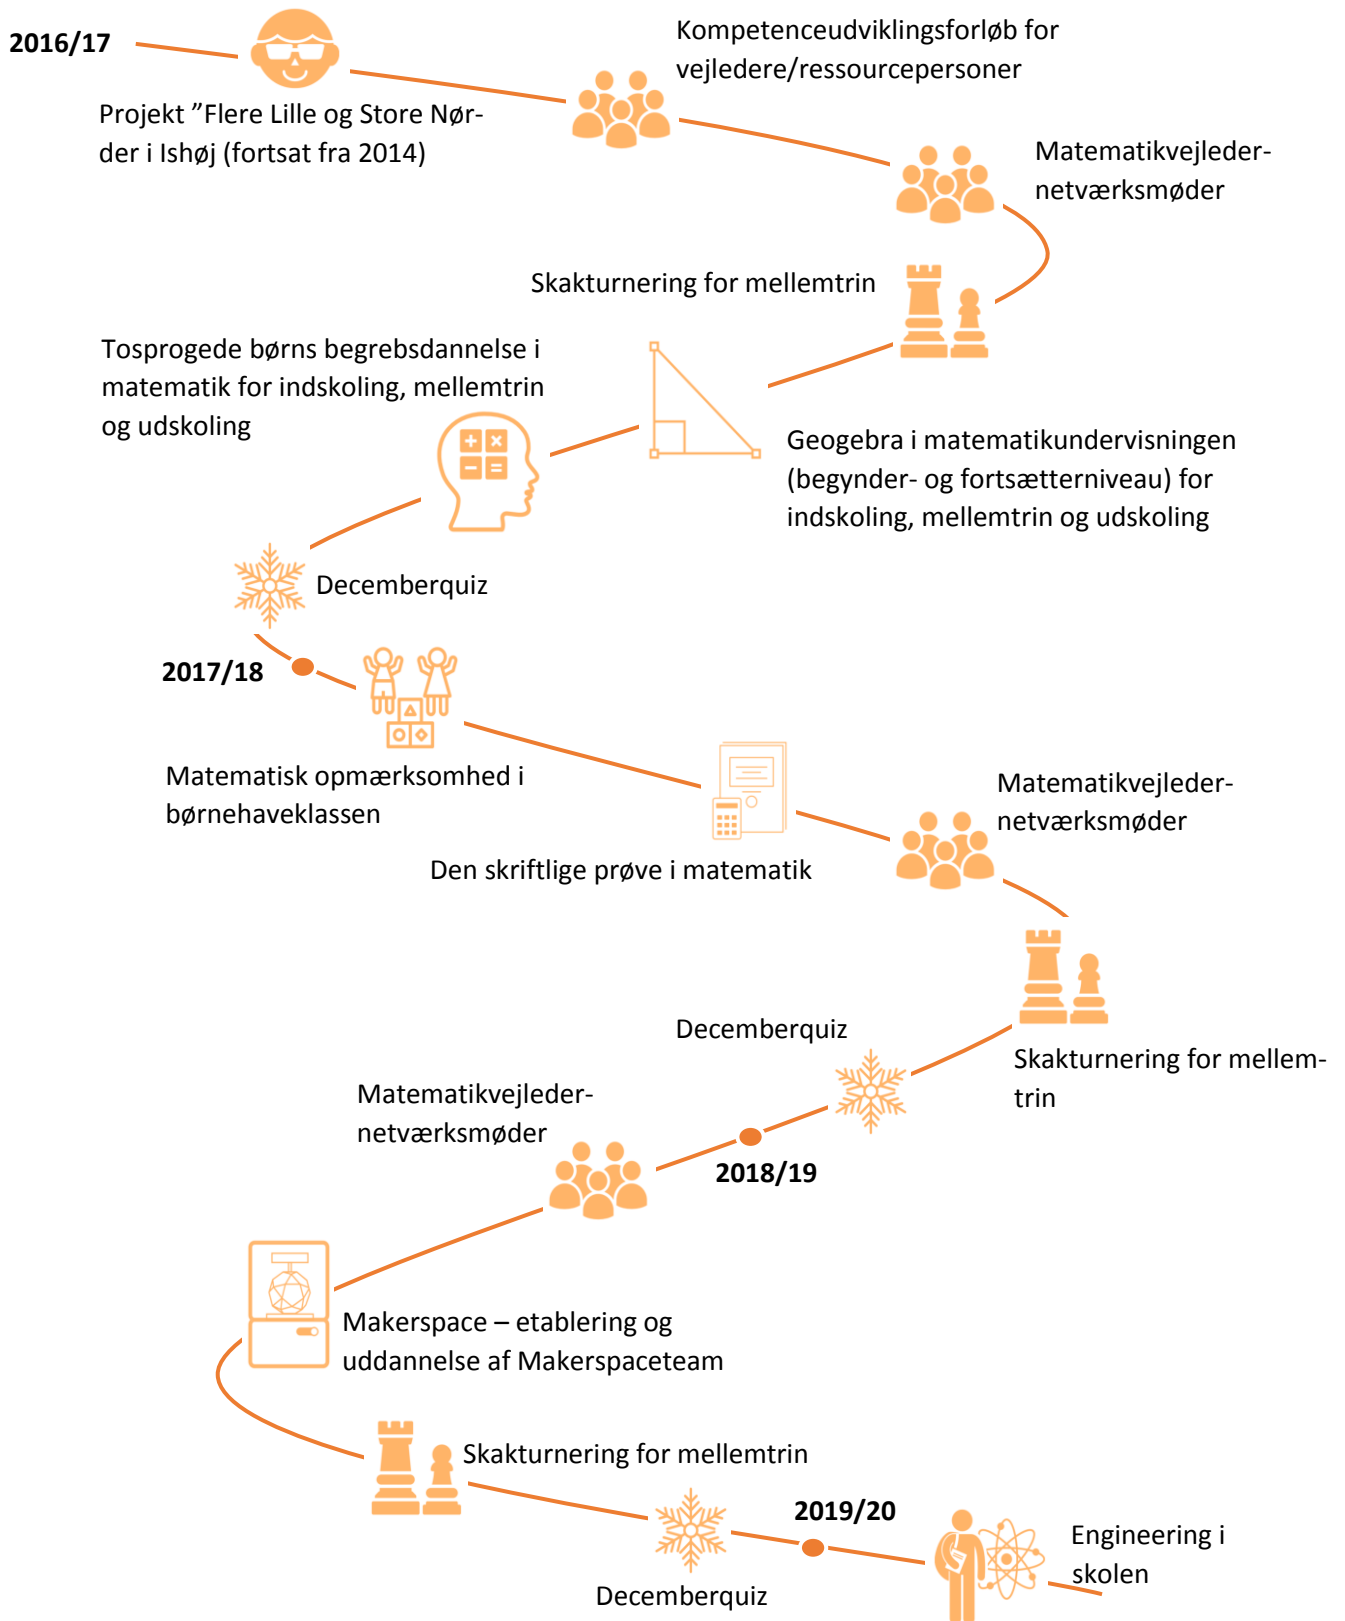 2016/17
Projekt ”Flere Lille og Store Nør-
der i Ishøj (fortsat fra 2014)
Kompetenceudviklingsforløb for
vejledere/ressourcepersoner
Matematikvejleder-
netværksmøder
Skakturnering for mellemtrin
Geogebra i matematikundervisningen
(begynder- og fortsætterniveau) for
indskoling, mellemtrin og udskoling
Tosprogede børns begrebsdannelse i
matematik for indskoling, mellemtrin
og udskoling
Decemberquiz
2017/18
Matematisk opmærksomhed i
børnehaveklassen
Den skriftlige prøve i matematik
Matematikvejleder-
netværksmøder
Skakturnering for mellem-
trin
Decemberquiz
2018/19
Matematikvejleder-
netværksmøder
Makerspace – etablering og
uddannelse af Makerspaceteam
Skakturnering for mellemtrin
Decemberquiz
2019/20
Engineering i
skolen